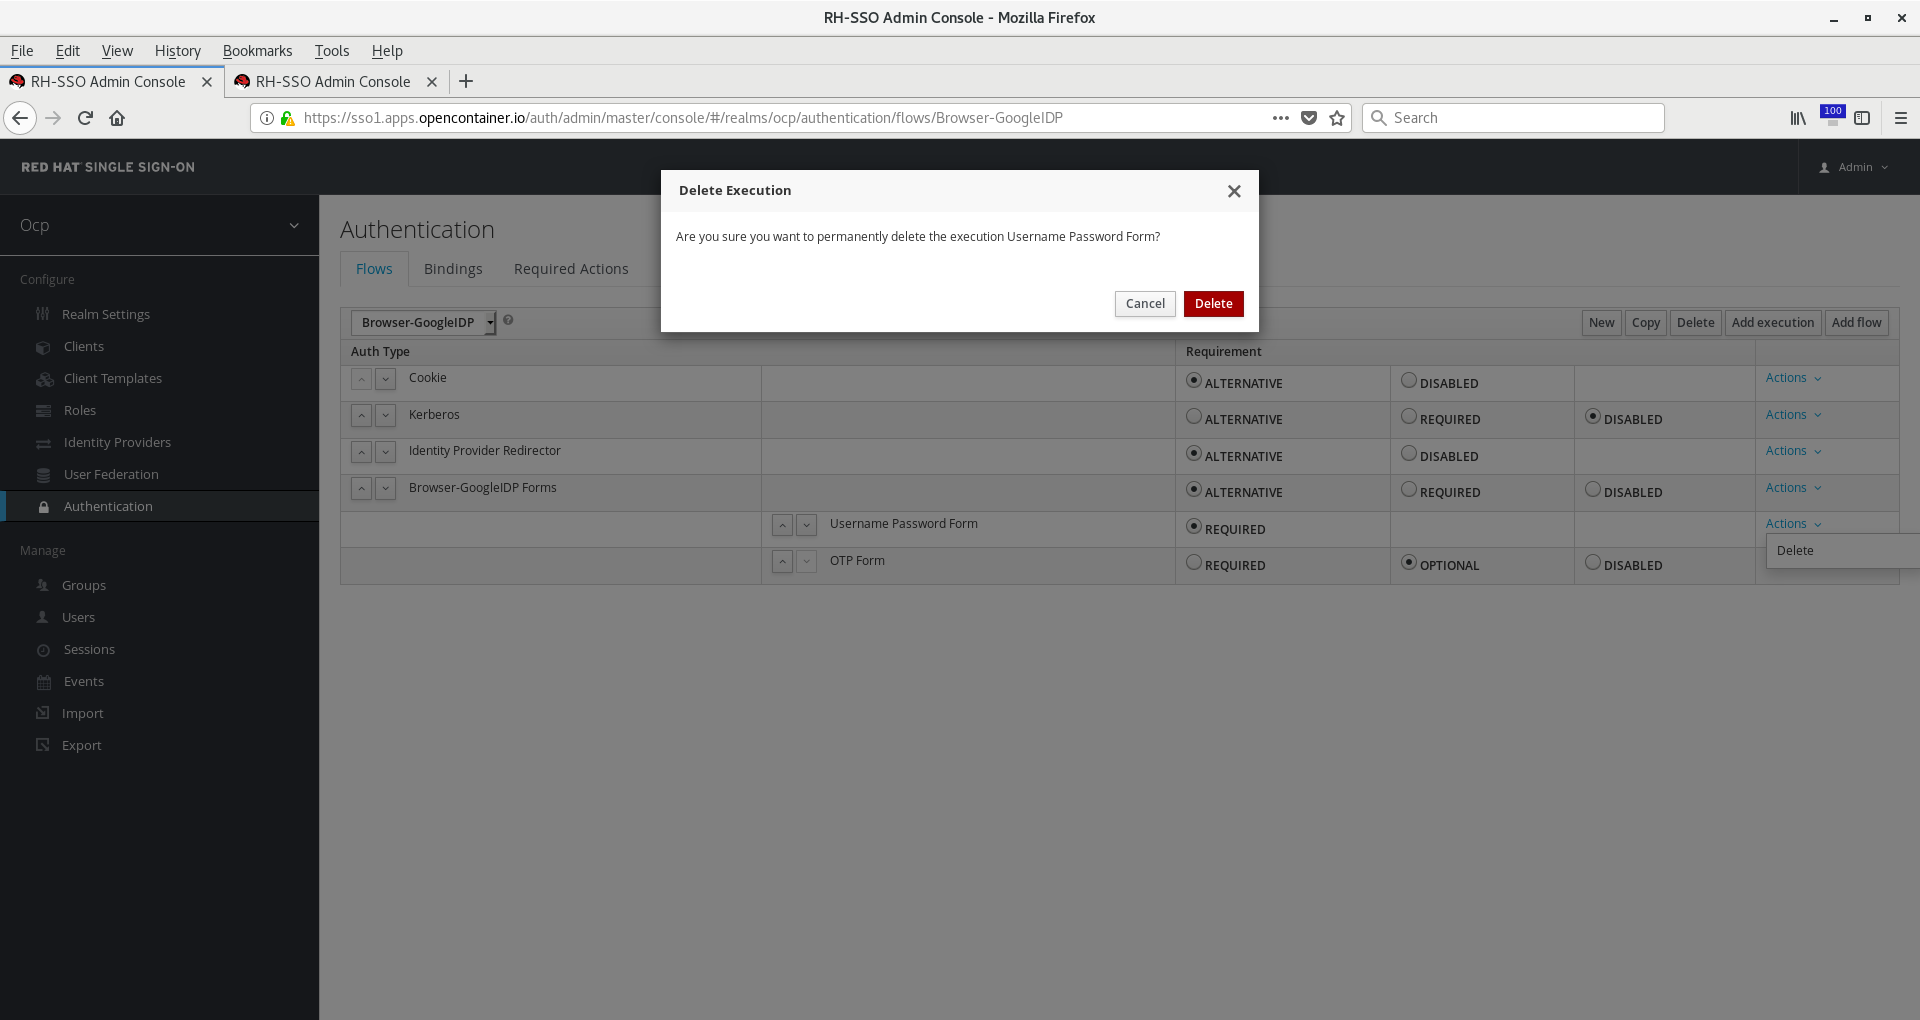 RH-SSO Admin Console - Mozilla Firefox
File Edit View History Bookmarks Tools Help
RH-SSO Admin Console RH-SSO Admin Console
https://sso1.apps.opencontainer.io/auth/admin/master/console/#/realms/ocp/authentication/flows/Browser-GoogleIDP Search 100
RED HAT SINGLE SIGN-ON Admin
Delete Execution
Are you sure you want to permanently delete the execution Username Password Form?
Cancel Delete
Ocp
Configure
Realm Settings
Clients
Client Templates
Roles
Identity Providers
User Federation
Authentication
Manage
Groups
Users
Sessions
Events
Import
Export
Authentication
Flows Bindings Required Actions
Browser-GoogleIDP New Copy Delete Add execution Add flow
Auth Type Requirement
Cookie ALTERNATIVE DISABLED Actions
Kerberos ALTERNATIVE REQUIRED DISABLED Actions
Identity Provider Redirector ALTERNATIVE DISABLED Actions
Browser-GoogleIDP Forms ALTERNATIVE REQUIRED DISABLED Actions
Username Password Form REQUIRED Actions
Delete
OTP Form REQUIRED OPTIONAL DISABLED